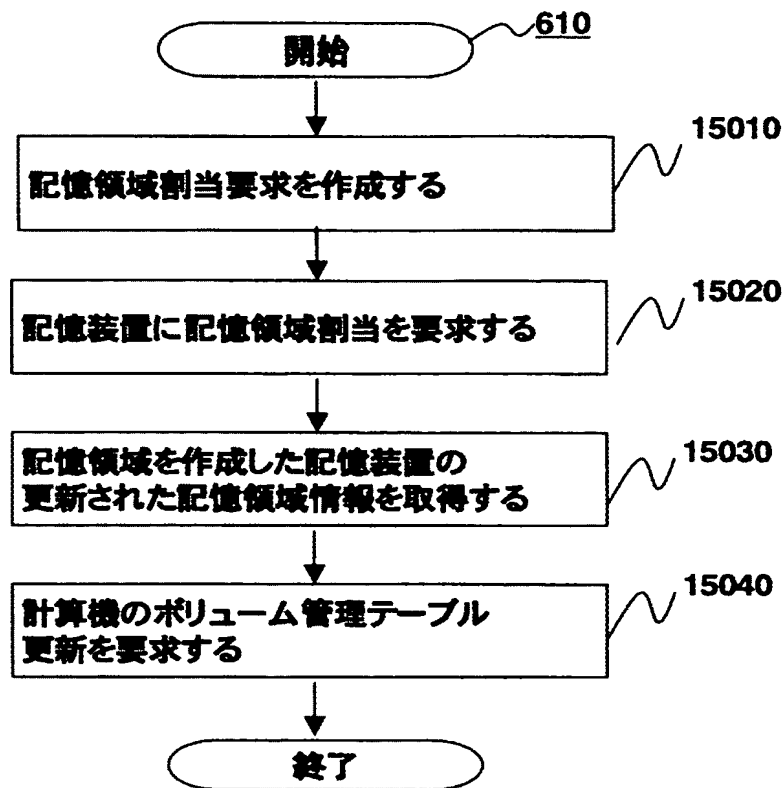 開始
610
記憶領域割当要求を作成する
15010
記憶装置に記憶領域割当を要求する
15020
記憶領域を作成した記憶装置の
更新された記憶領域情報を取得する
15030
計算機のボリューム管理テーブル
更新を要求する
15040
終了